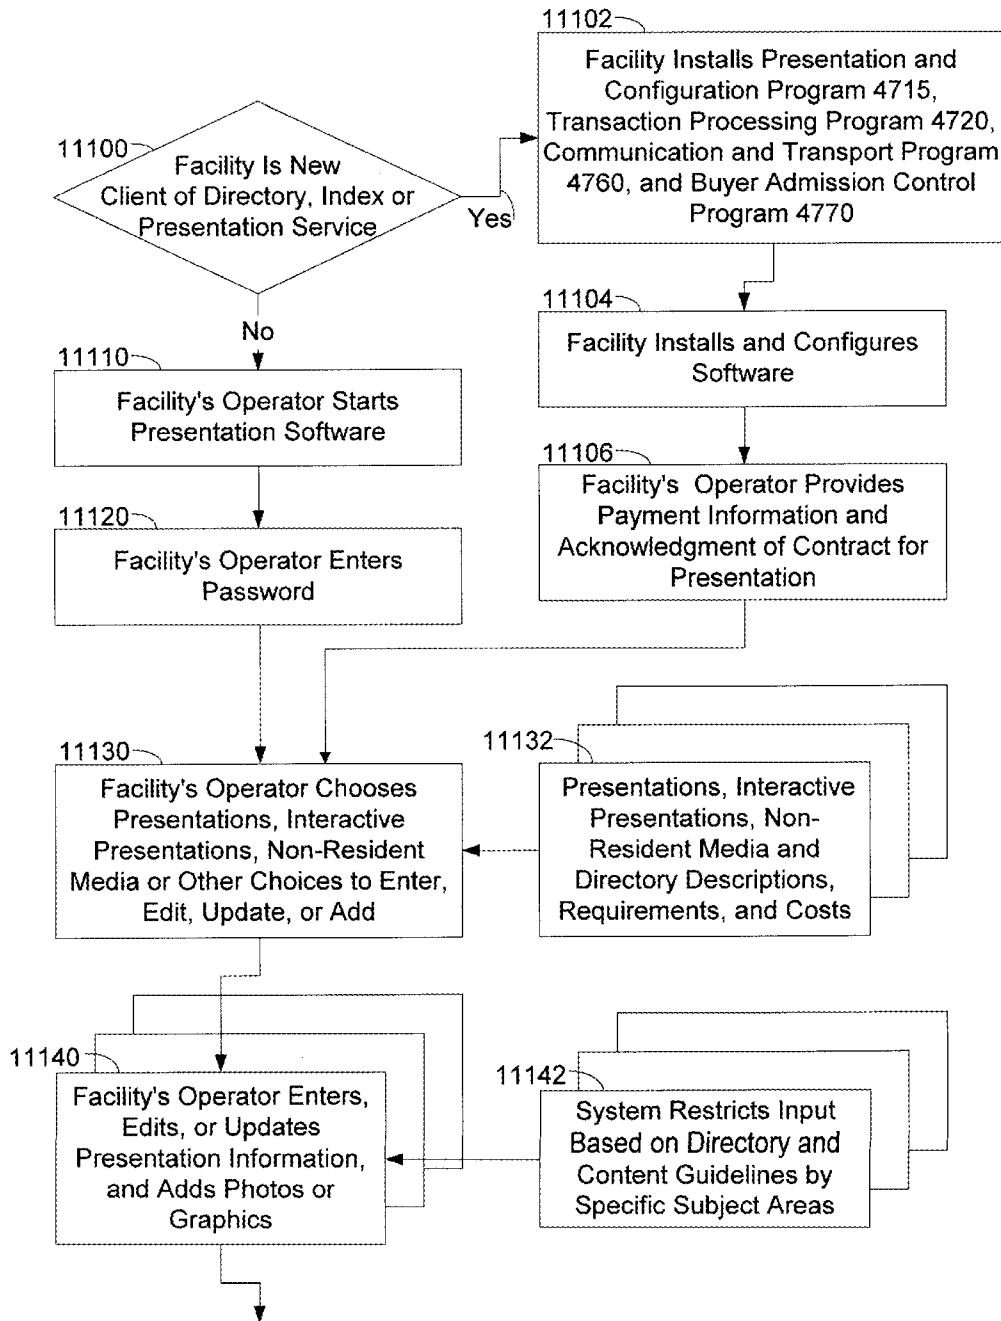 11100
Facility Is New
Client of Directory, Index or
Presentation Service
Yes
No
11102
Facility Installs Presentation and
Configuration Program 4715,
Transaction Processing Program 4720,
Communication and Transport Program
4760, and Buyer Admission Control
Program 4770
11104
Facility Installs and Configures
Software
11106
Facility's Operator Provides
Payment Information and
Acknowledgment of Contract for
Presentation
11110
Facility's Operator Starts
Presentation Software
11120
Facility's Operator Enters
Password
11130
Facility's Operator Chooses
Presentations, Interactive
Presentations, Non-Resident
Media or Other Choices to Enter,
Edit, Update, or Add
11132
Presentations, Interactive
Presentations, Non-
Resident Media and
Directory Descriptions,
Requirements, and Costs
11140
Facility's Operator Enters,
Edits, or Updates
Presentation Information,
and Adds Photos or
Graphics
11142
System Restricts Input
Based on Directory and
Content Guidelines by
Specific Subject Areas